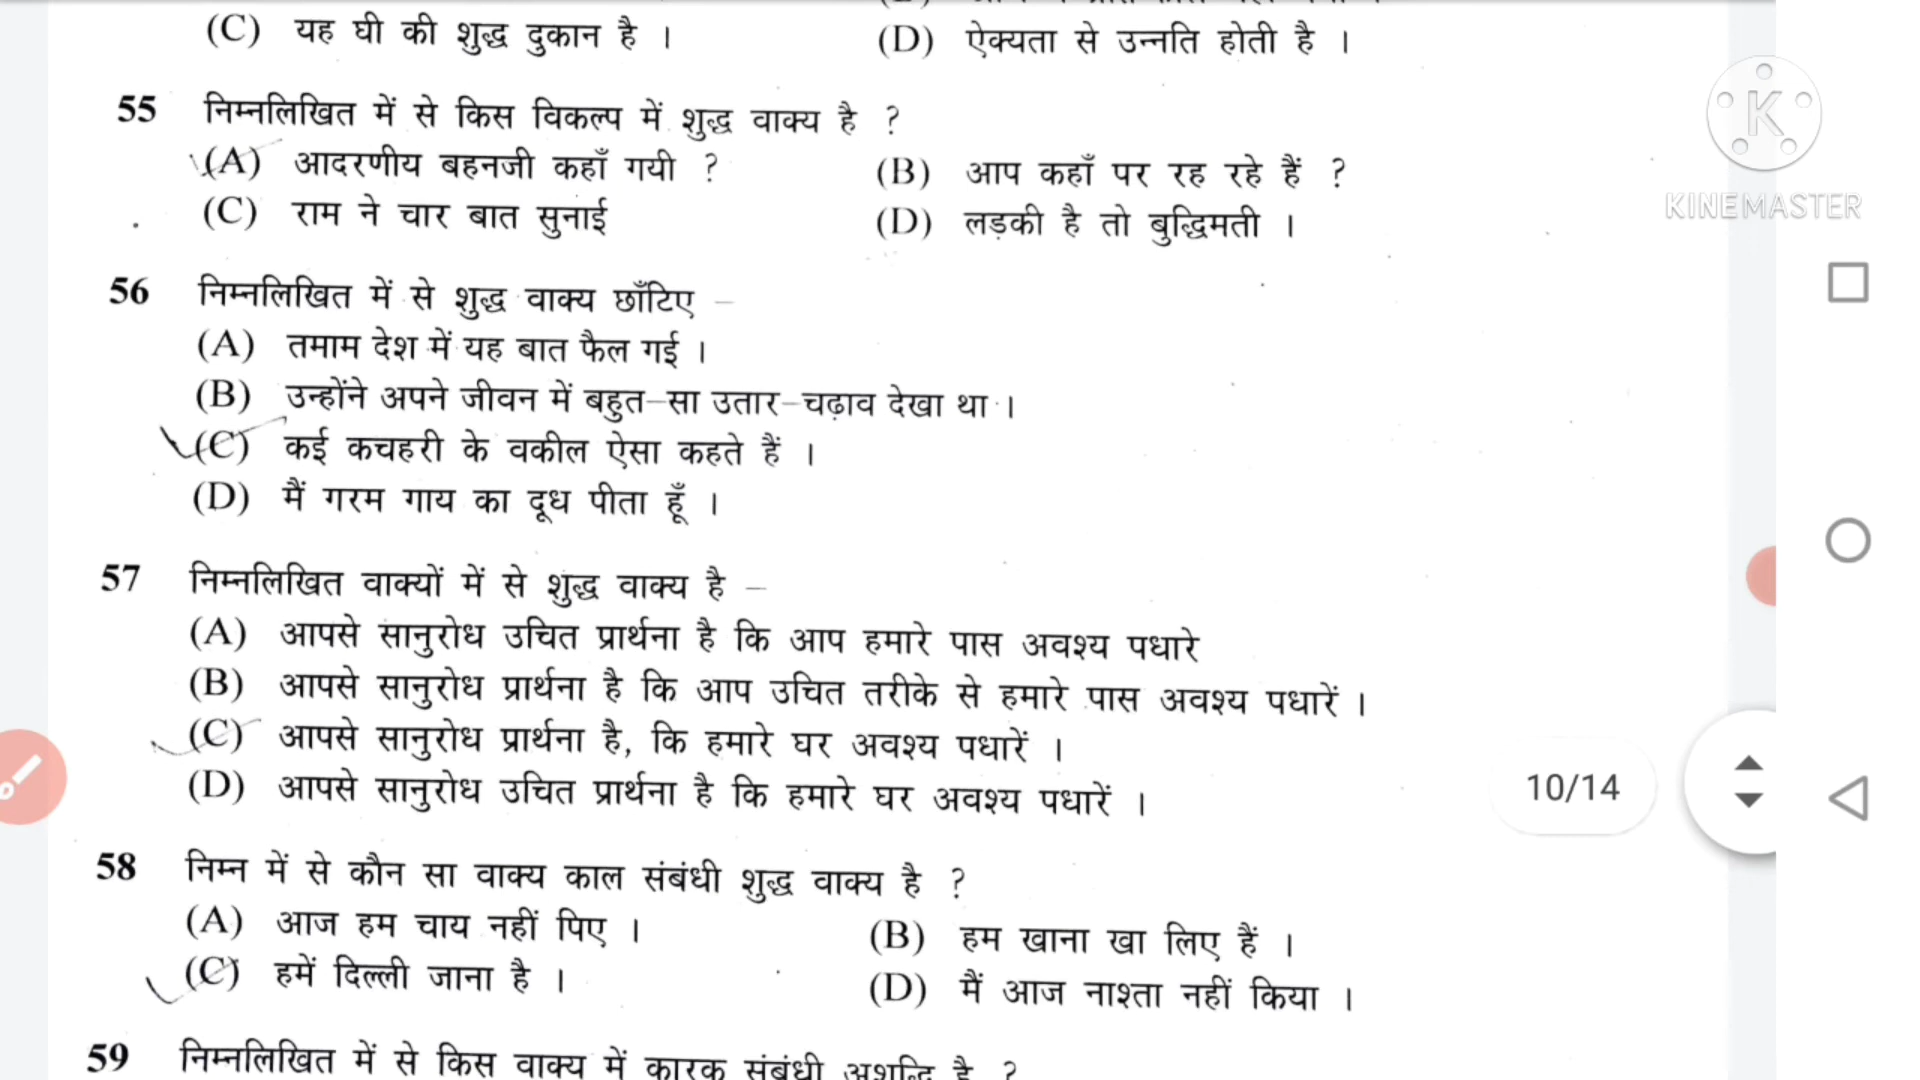 (C) यह घी की शुद्ध दुकान है ।
(D) ऐक्यता से उन्नति होती है ।
55 निम्नलिखित में से किस विकल्प में शुद्ध वाक्य है ?
(A) आदरणीय बहनजी कहाँ गयी ?
(B) आप कहाँ पर रह रहे हैं ?
(C) राम ने चार बात सुनाई
(D) लड़की है तो बुद्धिमती ।
56 निम्नलिखित में से शुद्ध वाक्य छाँटिए –
(A) तमाम देश में यह बात फैल गई ।
(B) उन्होंने अपने जीवन में बहुत–सा उतार–चढ़ाव देखा था ।
(C) कई कचहरी के वकील ऐसा कहते हैं ।
(D) मैं गरम गाय का दूध पीता हूँ ।
57 निम्नलिखित वाक्यों में से शुद्ध वाक्य है –
(A) आपसे सानुरोध उचित प्रार्थना है कि आप हमारे पास अवश्य पधारे
(B) आपसे सानुरोध प्रार्थना है कि आप उचित तरीके से हमारे पास अवश्य पधारें ।
(C) आपसे सानुरोध प्रार्थना है, कि हमारे घर अवश्य पधारें ।
(D) आपसे सानुरोध उचित प्रार्थना है कि हमारे घर अवश्य पधारें ।
58 निम्न में से कौन सा वाक्य काल संबंधी शुद्ध वाक्य है ?
(A) आज हम चाय नहीं पिए ।
(B) हम खाना खा लिए हैं ।
(C) हमें दिल्ली जाना है ।
(D) मैं आज नाश्ता नहीं किया ।
59 निम्नलिखित में से किस वाक्य में कारक संबंधी अशुद्धि है ?
K
KINEMASTER
10/14